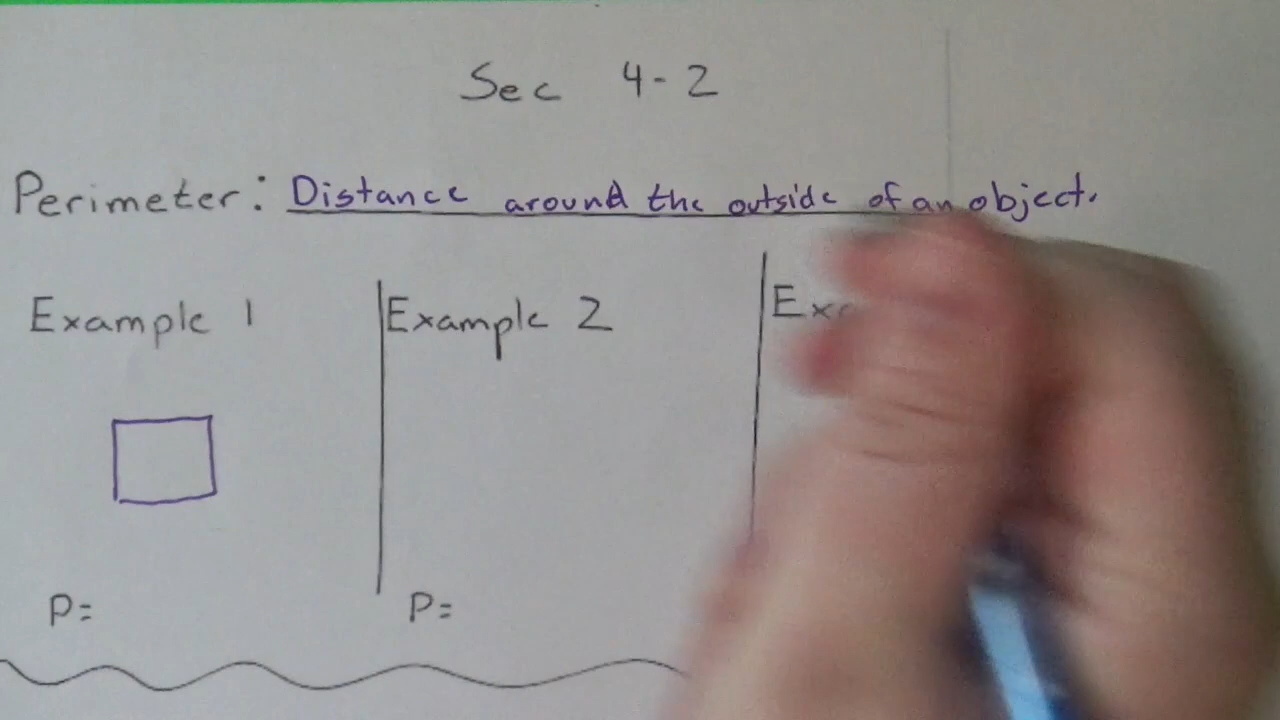 Sec 4-2
Perimeter: Distance around the outside of an object.
Example 1
Example 2
P=
P=